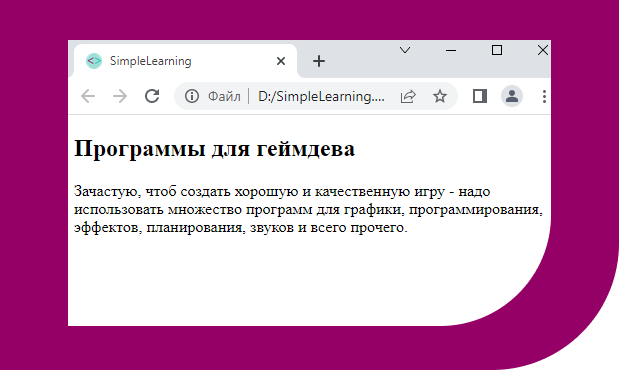 SimpleLearning
Файл | D:/SimpleLearning....
Программы для геймдева
Зачастую, чтоб создать хорошую и качественную игру - надо
использовать множество программ для графики, программирования,
эффектов, планирования, звуков и всего прочего.